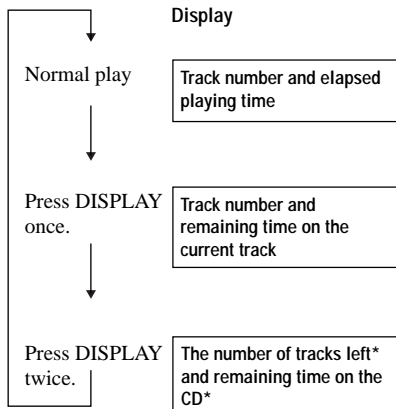 Display
Normal play
Track number and elapsed
playing time
Press DISPLAY
once.
Track number and
remaining time on the
current track
Press DISPLAY
twice.
The number of tracks left*
and remaining time on the
CD*